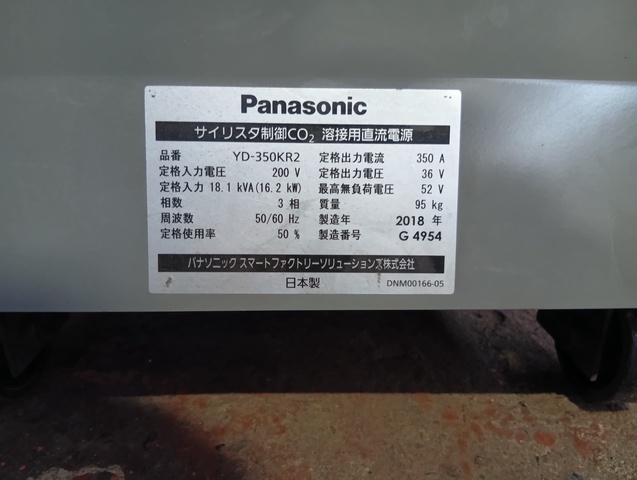 Panasonic
サイリスタ制御CO₂ 溶接用直流電源
品番 YD-350KR2 定格出力電流 350 A
定格入力電圧 200 V 定格出力電圧 36 V
定格入力 18.1 kVA(16.2 kW) 最高無負荷電圧 52 V
相数 3 相 質量 95 kg
周波数 50/60 Hz 製造年 2018 年
定格使用率 50 % 製造番号 G 4954
パナソニック スマートファクトリーソリューションズ株式会社
日本製 DNM00166-05